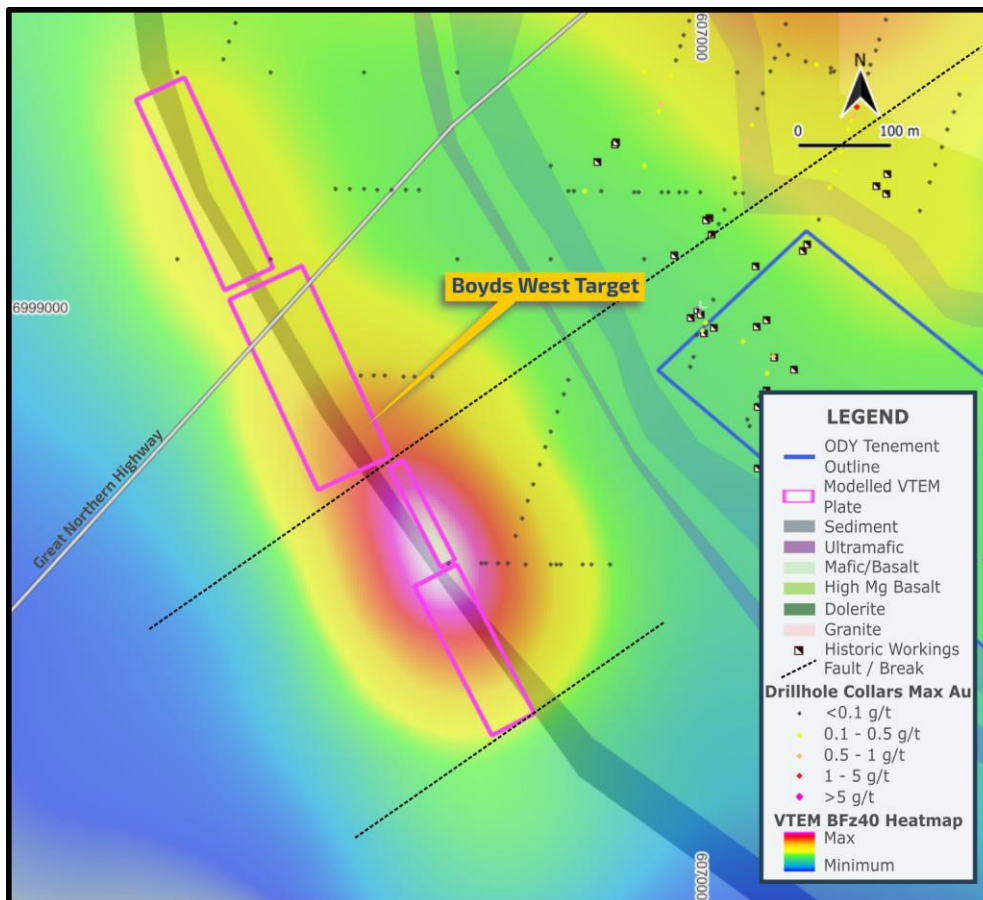 607000
N
0 100 m
Boyds West Target
6999000
Great Northern Highway
LEGEND
ODY Tenement
Outline
Modelled VTEM
Plate
Sediment
Ultramafic
Mafic/Basalt
High Mg Basalt
Dolerite
Granite
Historic Workings
Fault / Break
Drillhole Collars Max Au
<0.1 g/t
0.1 - 0.5 g/t
0.5 - 1 g/t
1 - 5 g/t
>5 g/t
VTEM BFz40 Heatmap
Max
Minimum
607000